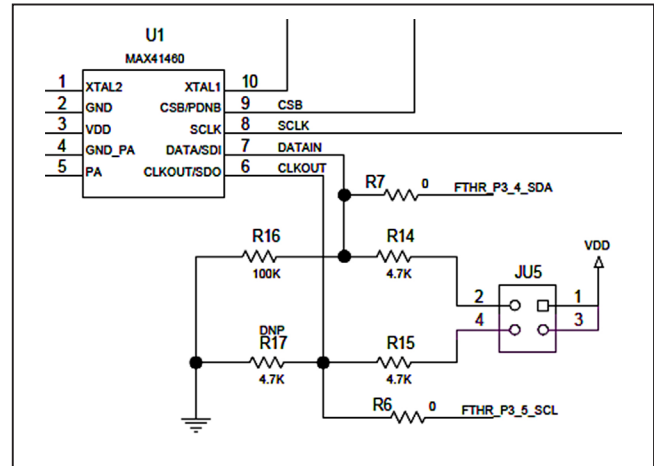 U1
MAX41460
1 XTAL2 XTAL1 10
2 GND CSB/PDNB 9 CSB
3 VDD SCLK 8 SCLK
4 GND_PA DATA/SDI 7 DATAIN
5 PA CLKOUT/SDO 6 CLKOUT
R7 0 FTHR_P3_4_SDA
R16 R14
100K 4.7K
VDD
JU5
2 1
4 3
DNP
R17 R15
4.7K 4.7K
R6 0 FTHR_P3_5_SCL